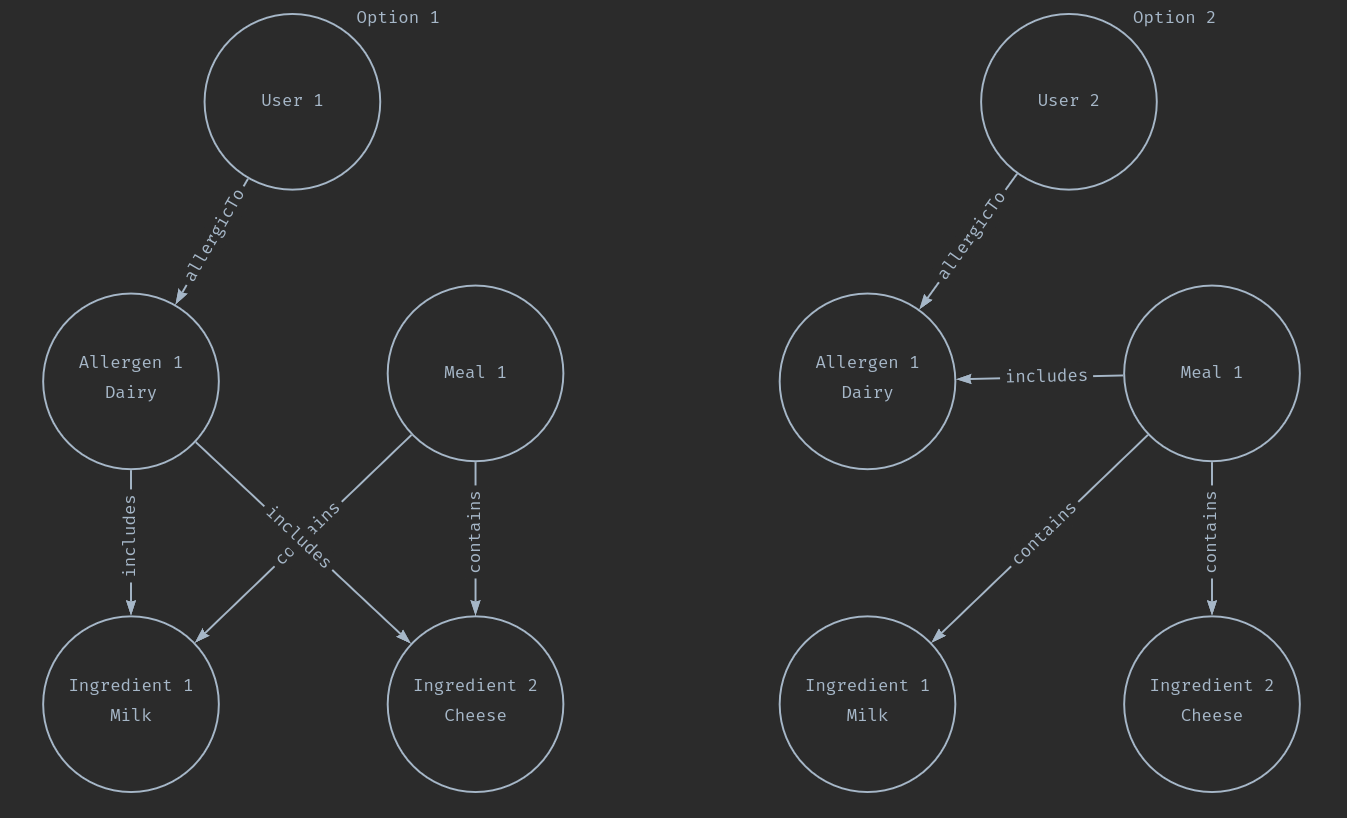 Option 1
User 1
allergicTo
Allergen 1
Dairy
Meal 1
includes
includes
contains
Ingredient 1
Milk
Ingredient 2
Cheese
Option 2
User 2
allergicTo
Allergen 1
Dairy
includes
Meal 1
contains
contains
Ingredient 1
Milk
Ingredient 2
Cheese